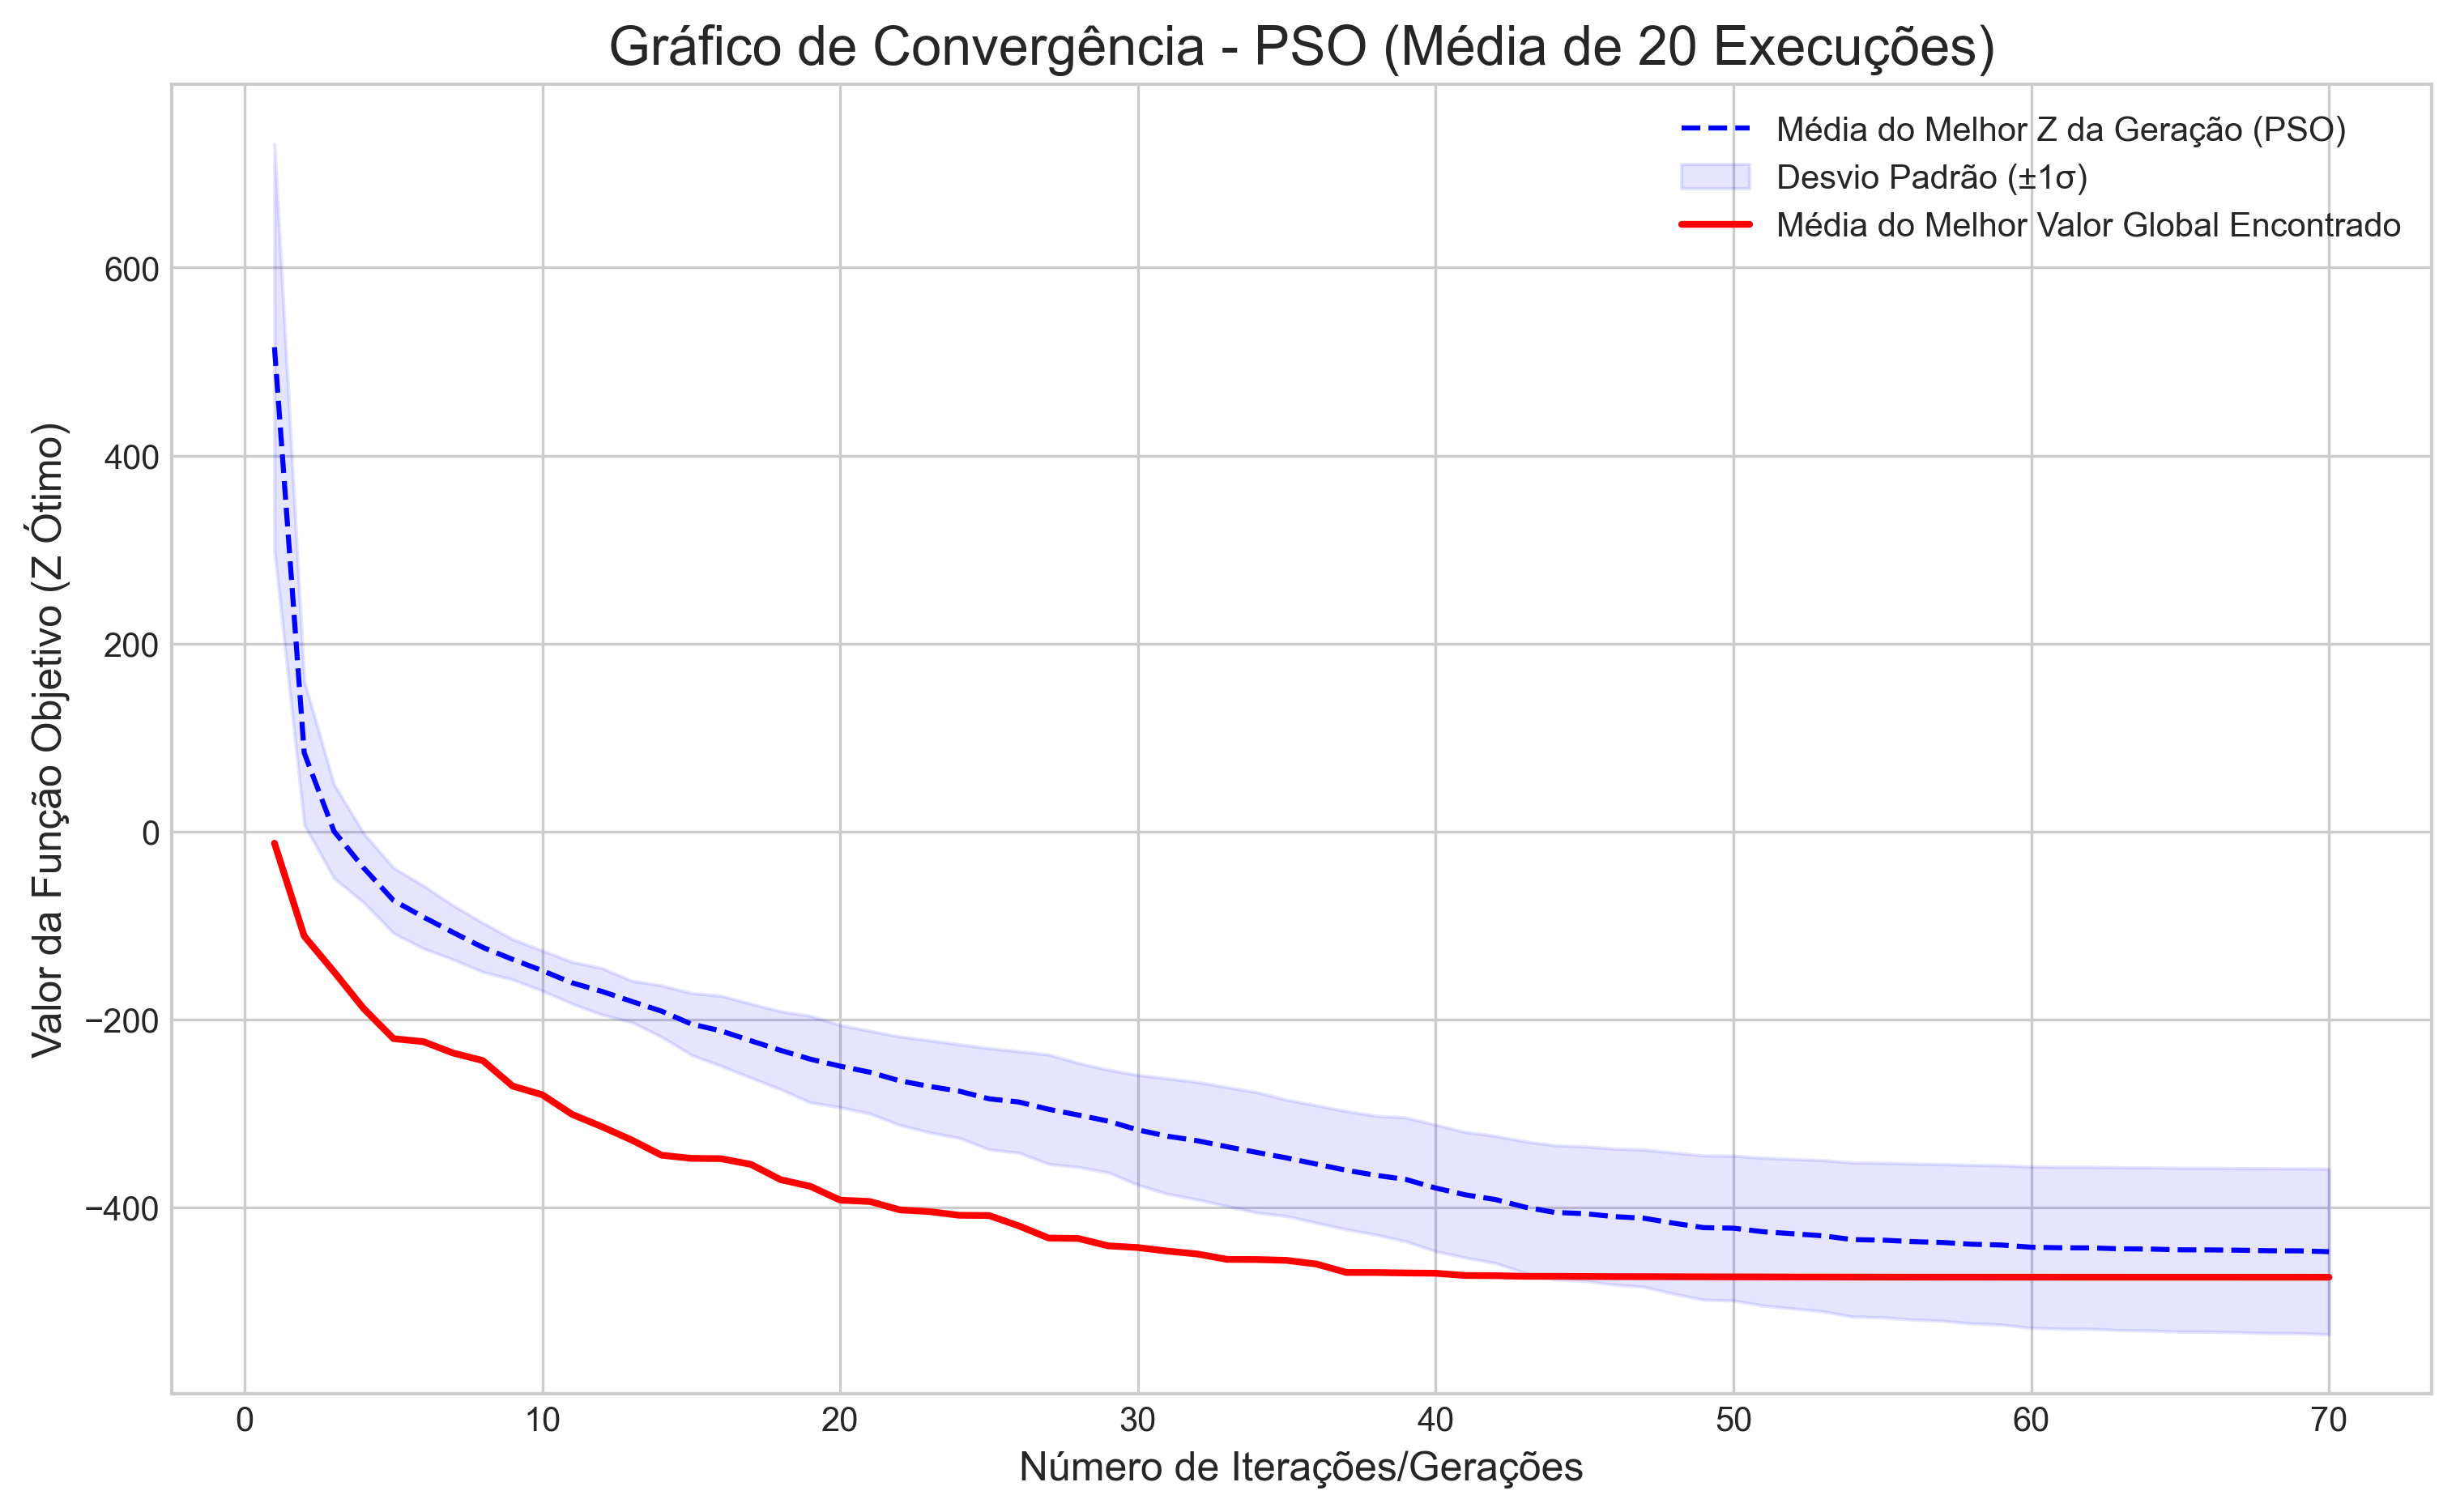 Gráfico de Convergência - PSO (Média de 20 Execuções)
Média do Melhor Z da Geração (PSO)
Desvio Padrão (±1σ)
Média do Melhor Valor Global Encontrado
Valor da Função Objetivo (Z Ótimo)
600
400
200
0
−200
−400
0 10 20 30 40 50 60 70
Número de Iterações/Gerações